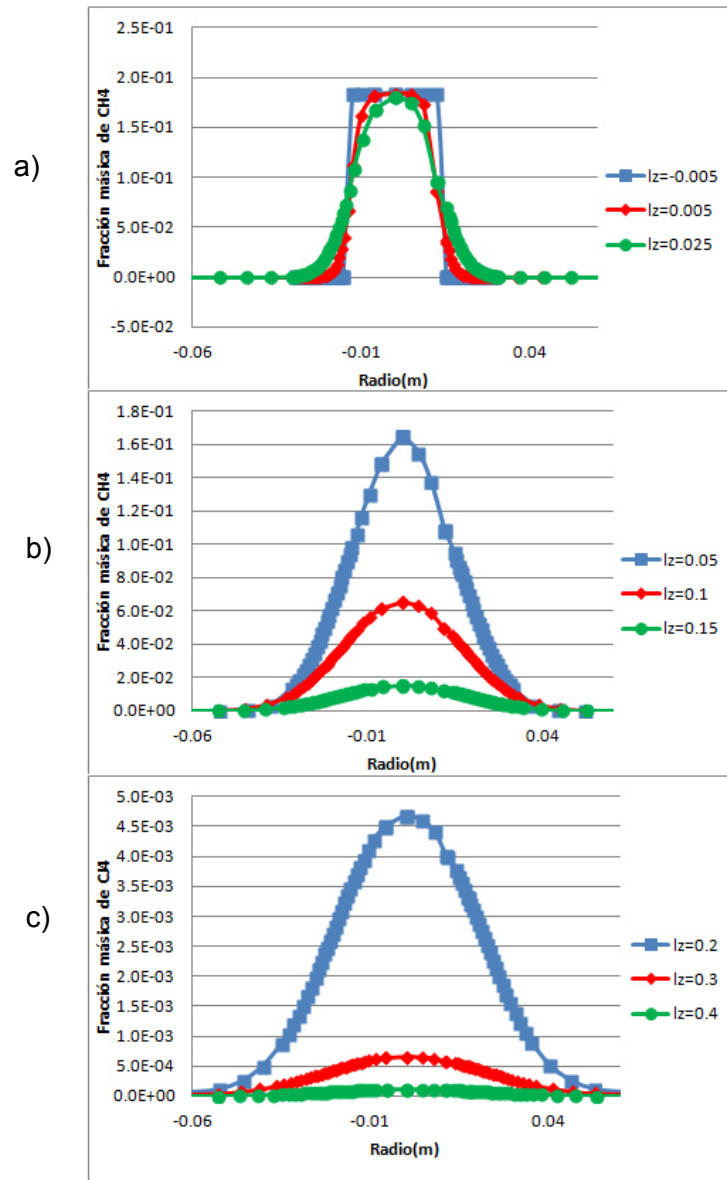 a)
Fracción másica de CH4
2.5E-01
2.0E-01
1.5E-01
1.0E-01
5.0E-02
0.0E+00
-5.0E-02
-0.06
-0.01
0.04
Radio(m)
lz=-0.005
lz=0.005
lz=0.025
b)
Fracción másica de CH4
1.8E-01
1.6E-01
1.4E-01
1.2E-01
1.0E-01
8.0E-02
6.0E-02
4.0E-02
2.0E-02
0.0E+00
-0.06
-0.01
0.04
Radio(m)
lz=0.05
lz=0.1
lz=0.15
c)
Fracción másica de CJ4
5.0E-03
4.5E-03
4.0E-03
3.5E-03
3.0E-03
2.5E-03
2.0E-03
1.5E-03
1.0E-03
5.0E-04
0.0E+00
-0.06
-0.01
0.04
Radio(m)
lz=0.2
lz=0.3
lz=0.4